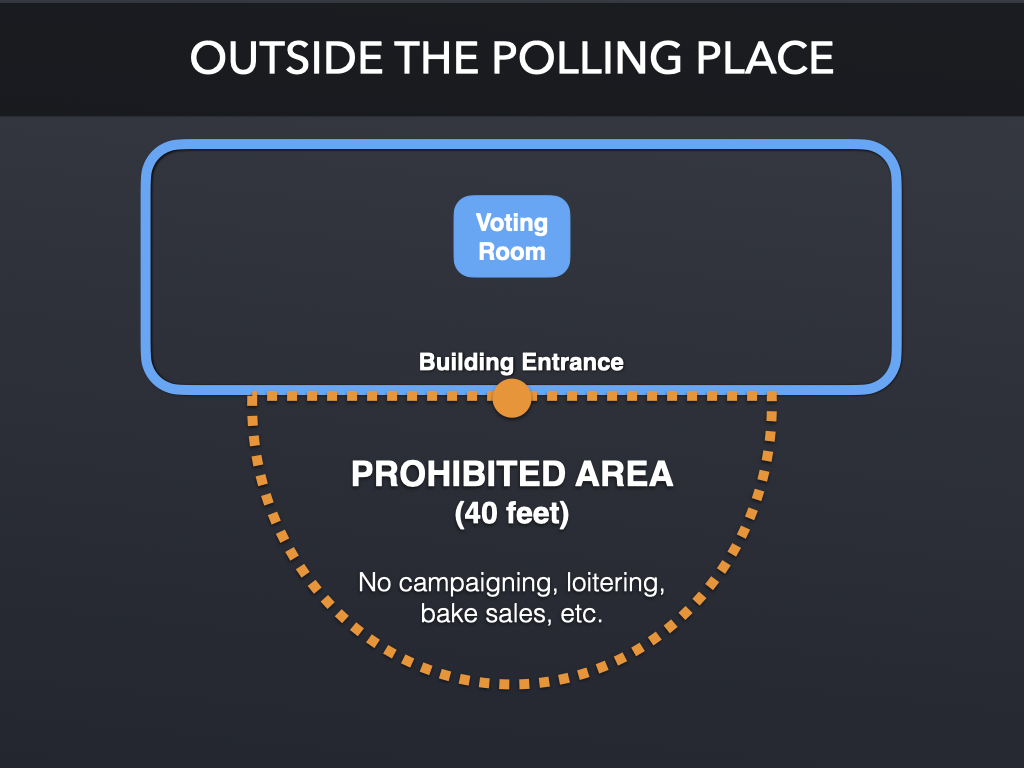 OUTSIDE THE POLLING PLACE
Voting
Room
Building Entrance
PROHIBITED AREA
(40 feet)
No campaigning, loitering,
bake sales, etc.